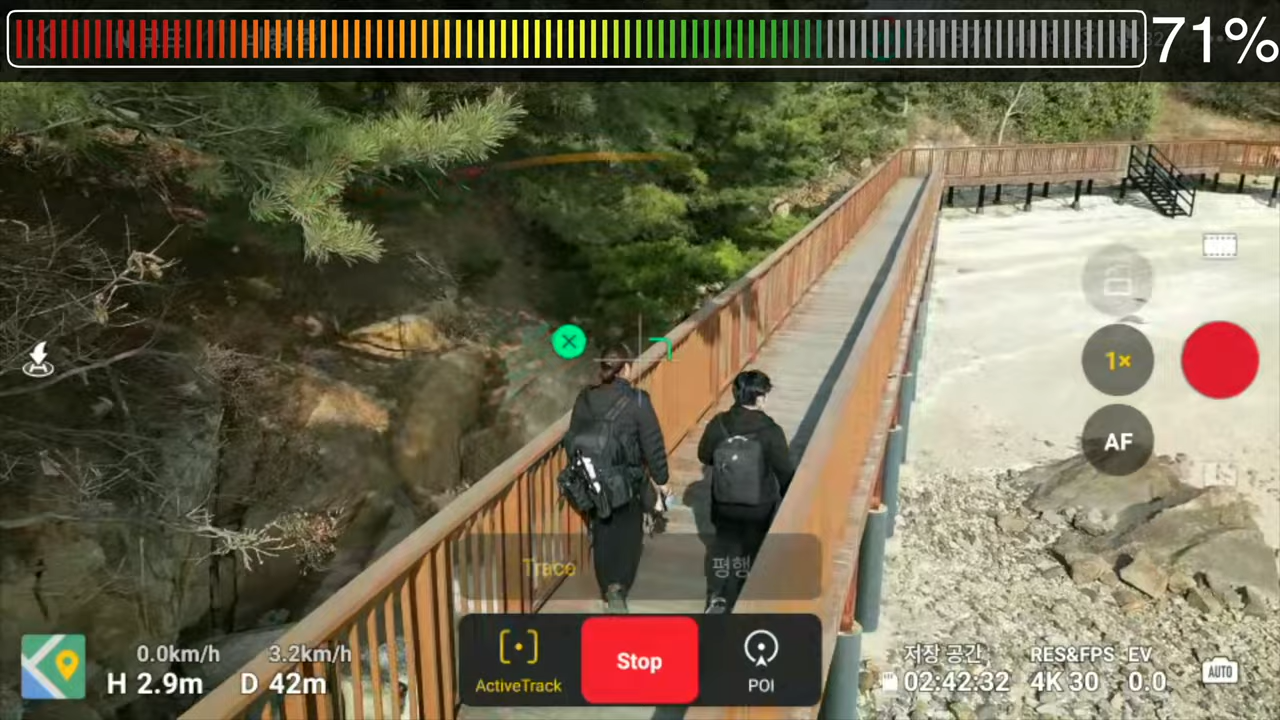 71%
1×
AF
Trace 평행
0.0km/h 3.2km/h
H 2.9m D 42m
ActiveTrack
Stop
POI
저장 공간 RES&FPS EV
02:42:32 4K 30 0.0
AUTO